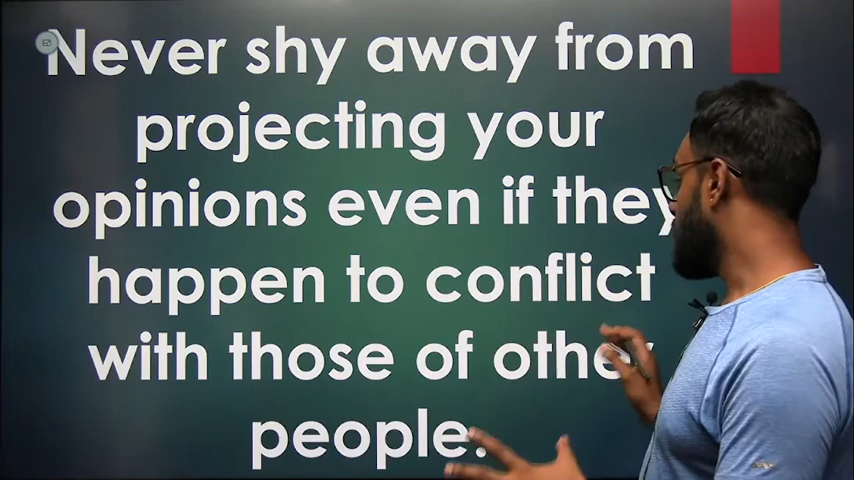 Never shy away from
projecting your
opinions even if they
happen to conflict
with those of other
people.